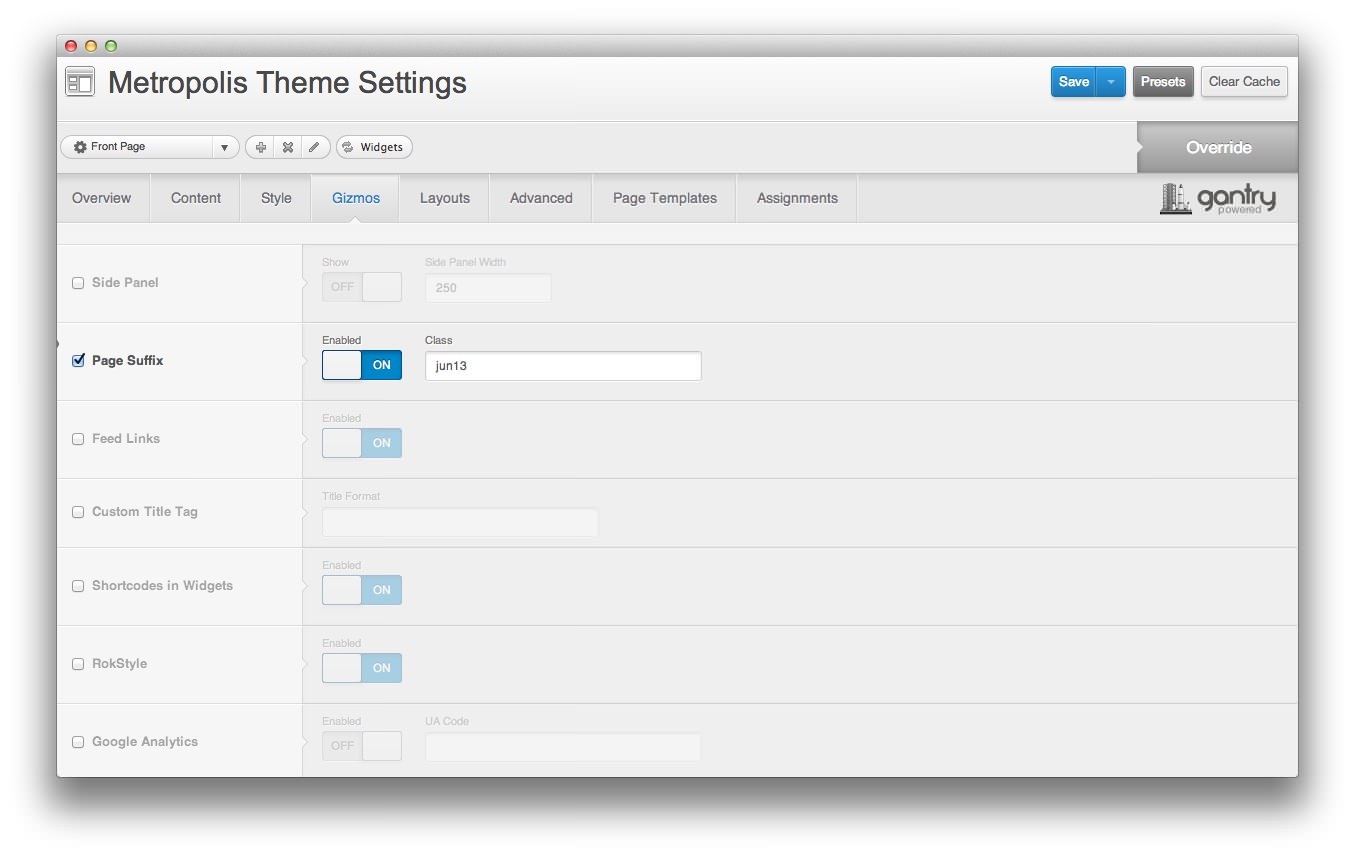 Metropolis Theme Settings
Save
Presets
Clear Cache
Front Page
Widgets
Override
Overview
Content
Style
Gizmos
Layouts
Advanced
Page Templates
Assignments
gantry
powered
Side Panel
Show
OFF
Side Panel Width
250
Page Suffix
Enabled
ON
Class
jun13
Feed Links
Enabled
ON
Custom Title Tag
Title Format
Shortcodes in Widgets
Enabled
ON
RokStyle
Enabled
ON
Google Analytics
Enabled
OFF
UA Code